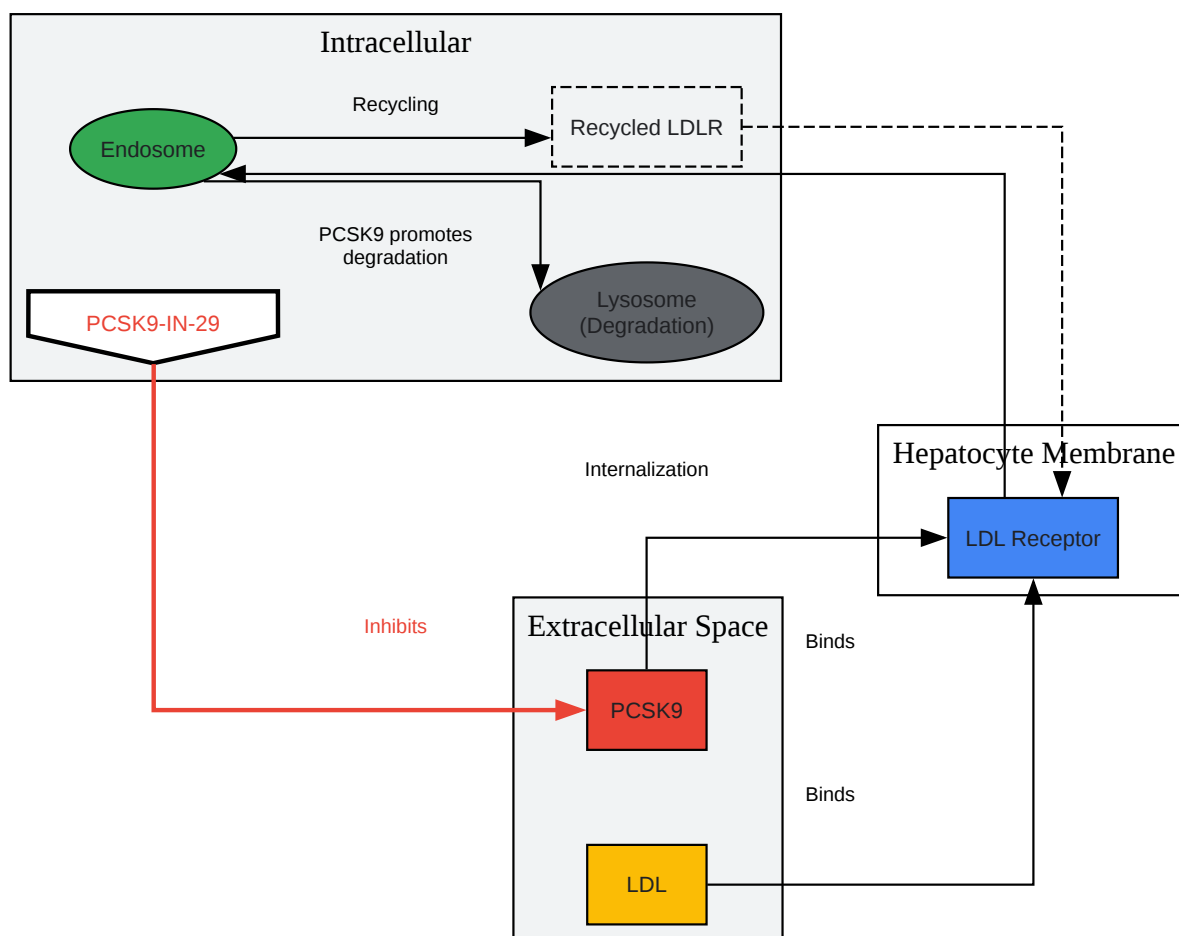 Intracellular
Recycling
Recycled LDLR
Endosome
PCSK9 promotes
degradation
Lysosome
(Degradation)
PCSK9-IN-29
Hepatocyte Membrane
Internalization
LDL Receptor
Inhibits
Extracellular Space
Binds
PCSK9
Binds
LDL